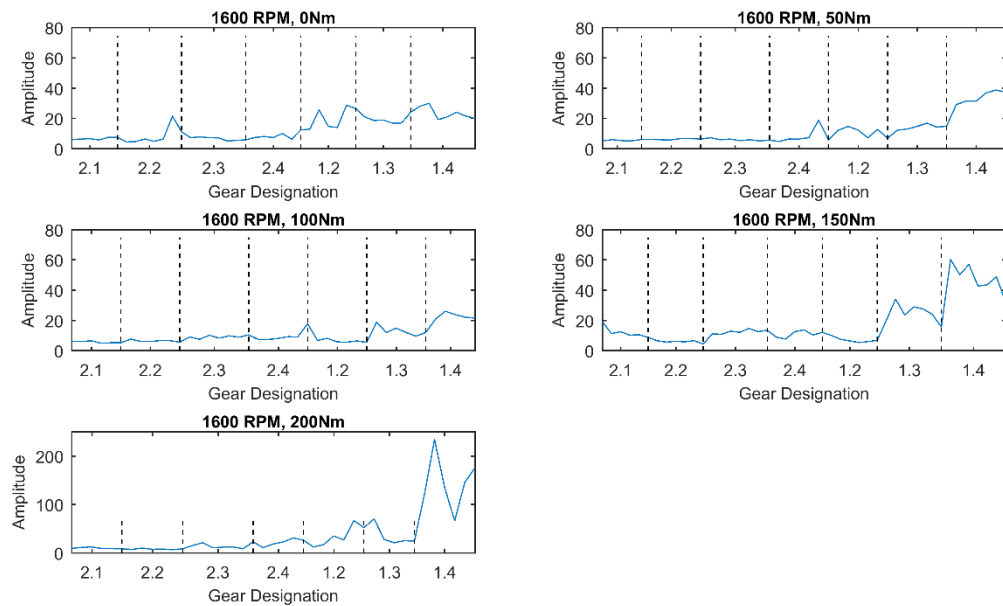 1600 RPM, 0Nm
80
60
40
20
0
Amplitude
2.1 2.2 2.3 2.4 1.2 1.3 1.4
Gear Designation
1600 RPM, 50Nm
80
60
40
20
0
Amplitude
2.1 2.2 2.3 2.4 1.2 1.3 1.4
Gear Designation
1600 RPM, 100Nm
80
60
40
20
0
Amplitude
2.1 2.2 2.3 2.4 1.2 1.3 1.4
Gear Designation
1600 RPM, 150Nm
80
60
40
20
0
Amplitude
2.1 2.2 2.3 2.4 1.2 1.3 1.4
Gear Designation
1600 RPM, 200Nm
200
100
0
Amplitude
2.1 2.2 2.3 2.4 1.2 1.3 1.4
Gear Designation